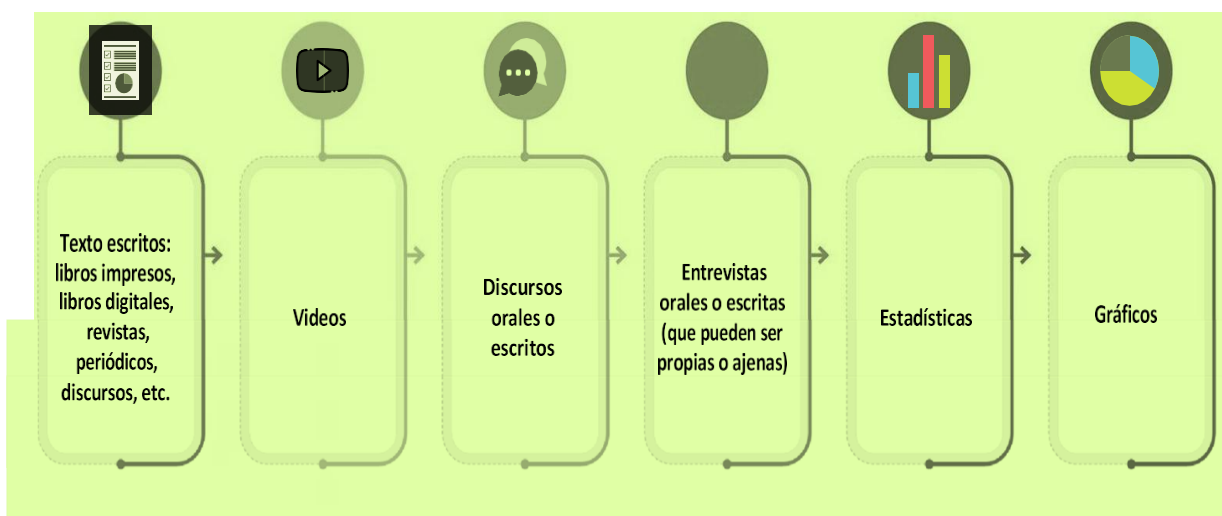 Texto escritos:
libros impresos,
libros digitales,
revistas,
periódicos,
discursos, etc.
Videos
Discursos
orales o
escritos
Entrevistas
orales o escritas
(que pueden ser
propias o ajenas)
Estadísticas
Gráficos